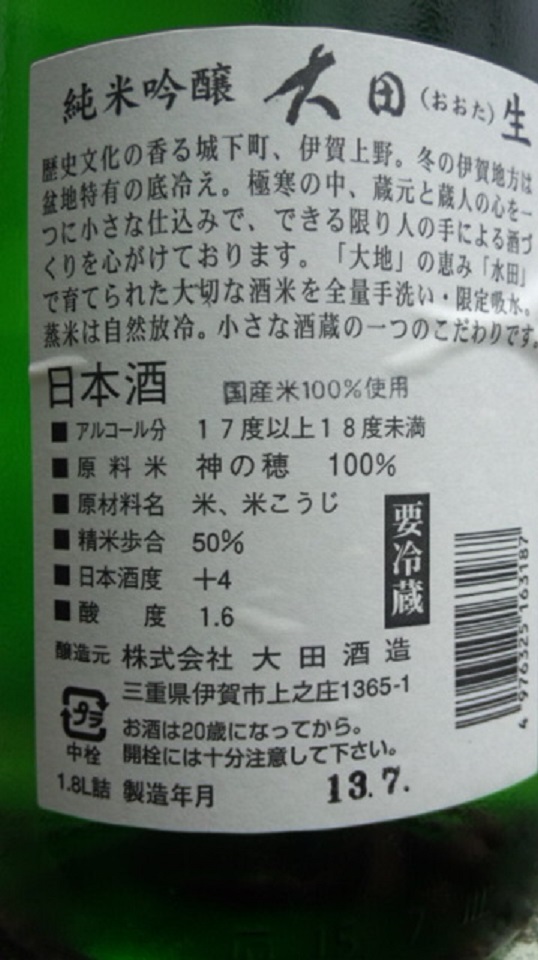 純米吟醸 大田(おおた)生
歴史文化の香る城下町、伊賀上野。冬の伊賀地方は
盆地特有の底冷え。極寒の中、蔵元と蔵人の心を一
つに小さな仕込みで、できる限り人の手による酒づ
くりを心がけております。「大地」の恵み「水田」
で育てられた大切な酒米を全量手洗い・限定吸水。
蒸米は自然放冷。小さな酒蔵の一つのこだわりです。
日本酒 国産米100%使用
■アルコール分 17度以上18度未満
■原料米 神の穂 100%
■原材料名 米、米こうじ
■精米歩合 50%
■日本酒度 +4
■酸度 1.6
要冷蔵
醸造元 株式会社 大田酒造
三重県伊賀市上之庄1365-1
プラ
中栓
お酒は20歳になってから。
開栓には十分注意して下さい。
1.8L詰 製造年月 13.7.
4 976325 163187